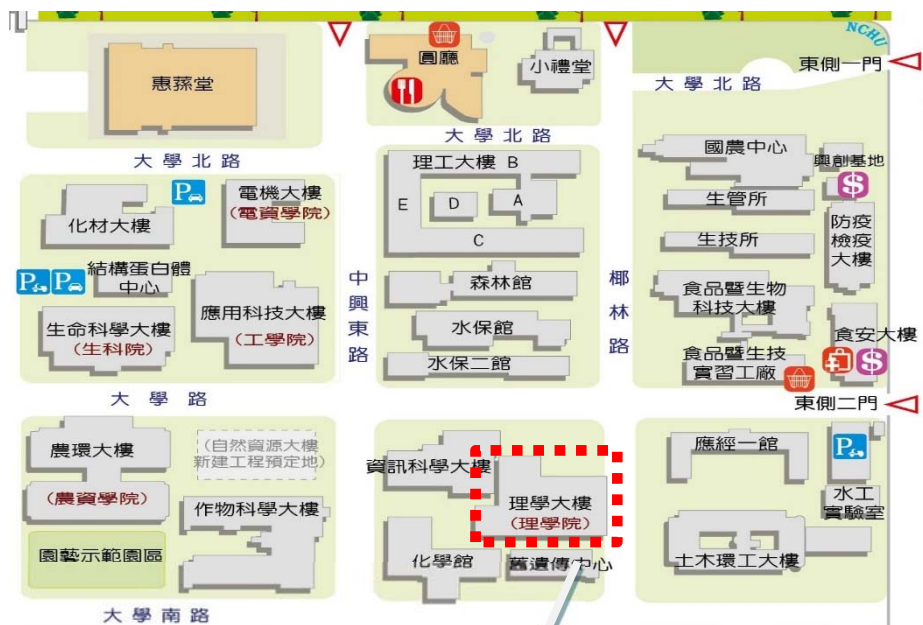 NCHU
圓廳
小禮堂
東側一門
惠蓀堂
大學北路
大學北路
大學北路
理工大樓 B
國農中心
興創基地
$
P
電機大樓
(電資學院)
E
D
A
生管所
化材大樓
防疫
檢疫
大樓
C
生技所
P P
結構蛋白體
中心
中興東路
森林館
椰林路
食品暨生物
科技大樓
應用科技大樓
(工學院)
生命科學大樓
(生科院)
水保館
食安大樓
水保二館
食品暨生技
實習工廠
$
大學路
東側二門
農環大樓
(農資學院)
(自然資源大樓
新建工程預定地)
資訊科學大樓
應經一館
P
理學大樓
(理學院)
作物科學大樓
水工
實驗室
園藝示範園區
化學館
舊遺傳中心
土木環工大樓
大學南路